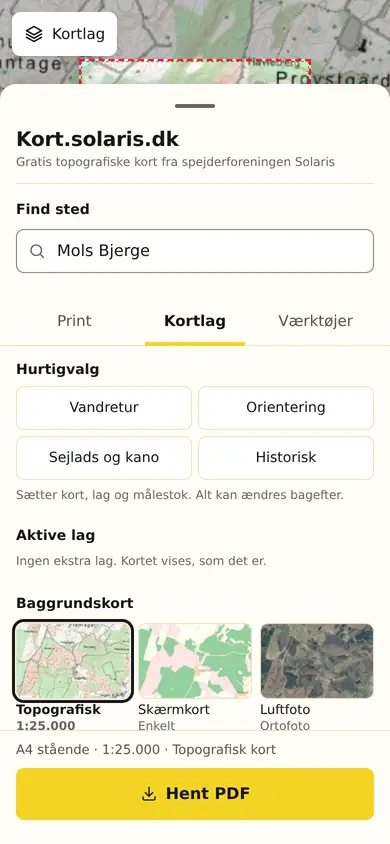 Kortlag
antage
Havleberg
Provstgård
Kort.solaris.dk
Gratis topografiske kort fra spejderforeningen Solaris
Find sted
Mols Bjerge
Print
Kortlag
Værktøjer
Hurtigvalg
Vandretur
Orientering
Sejlads og kano
Historisk
Sætter kort, lag og målestok. Alt kan ændres bagefter.
Aktive lag
Ingen ekstra lag. Kortet vises, som det er.
Baggrundskort
Topografisk
1:25.000
Skærmkort
Enkelt
Luftfoto
Ortofoto
A4 stående · 1:25.000 · Topografisk kort
Hent PDF